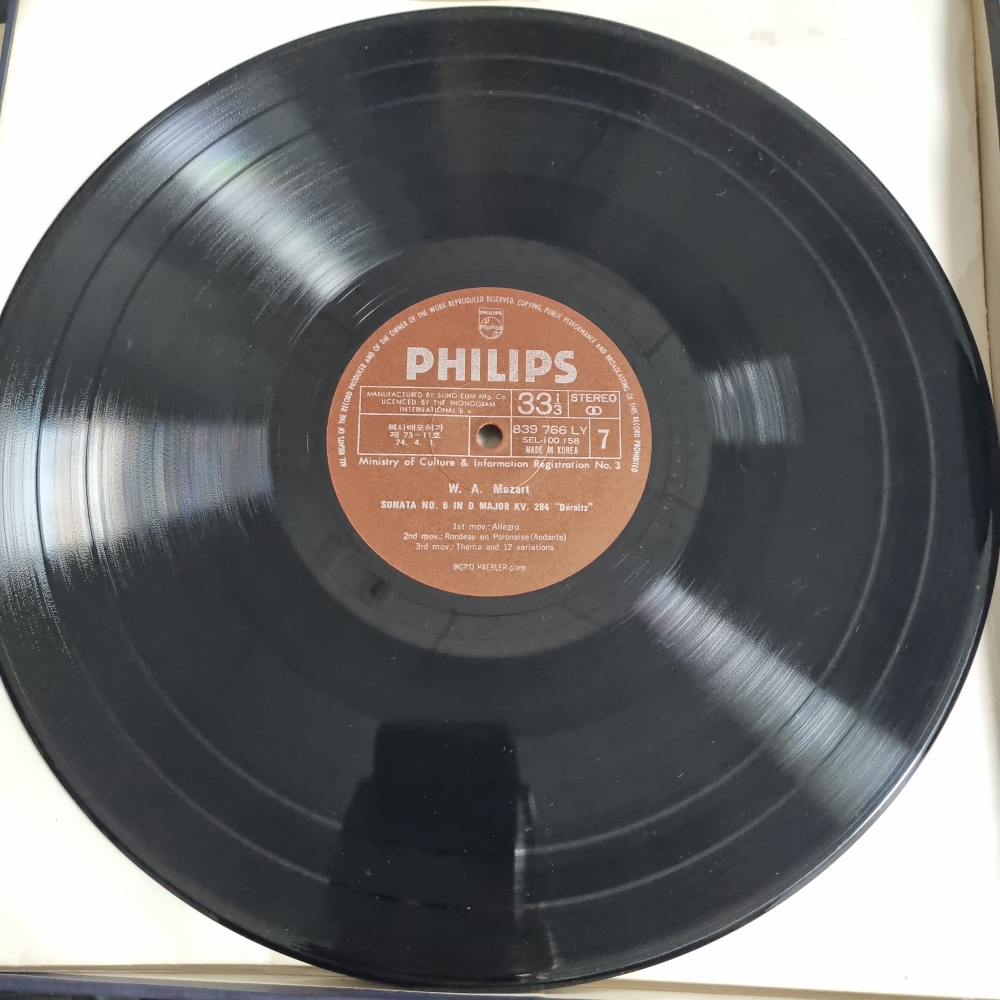 ALL RIGHTS OF THE RECORD PRODUCER AND OF THE OWNER OF THE WORK REPRODUCED RESERVED. COPYING, PUBLIC PERFORMANCE AND BROADCASTING OF THIS RECORD PROHIBITED
PHILIPS
PHILIPS
MANUFACTURED BY SUNG EUM Mfg. Co.
LICENCED BY THE PHONOGRAM
INTERNATIONAL b. v.
33 1/3
STEREO
복사배포허가
제 73-11호
74. 4. 1.
839 766 LY
SEL-100 158
MADE IN KOREA
7
Ministry of Culture & Information Registration No. 3
W. A. Mozart
SONATA NO. 6 IN D MAJOR KV. 284 "Dürnitz"
1st mov.: Allegro
2nd mov.: Rondeau en Polonaise (Andante)
3rd mov.: Thema and 12 variations
INGRID HAEBLER-piano